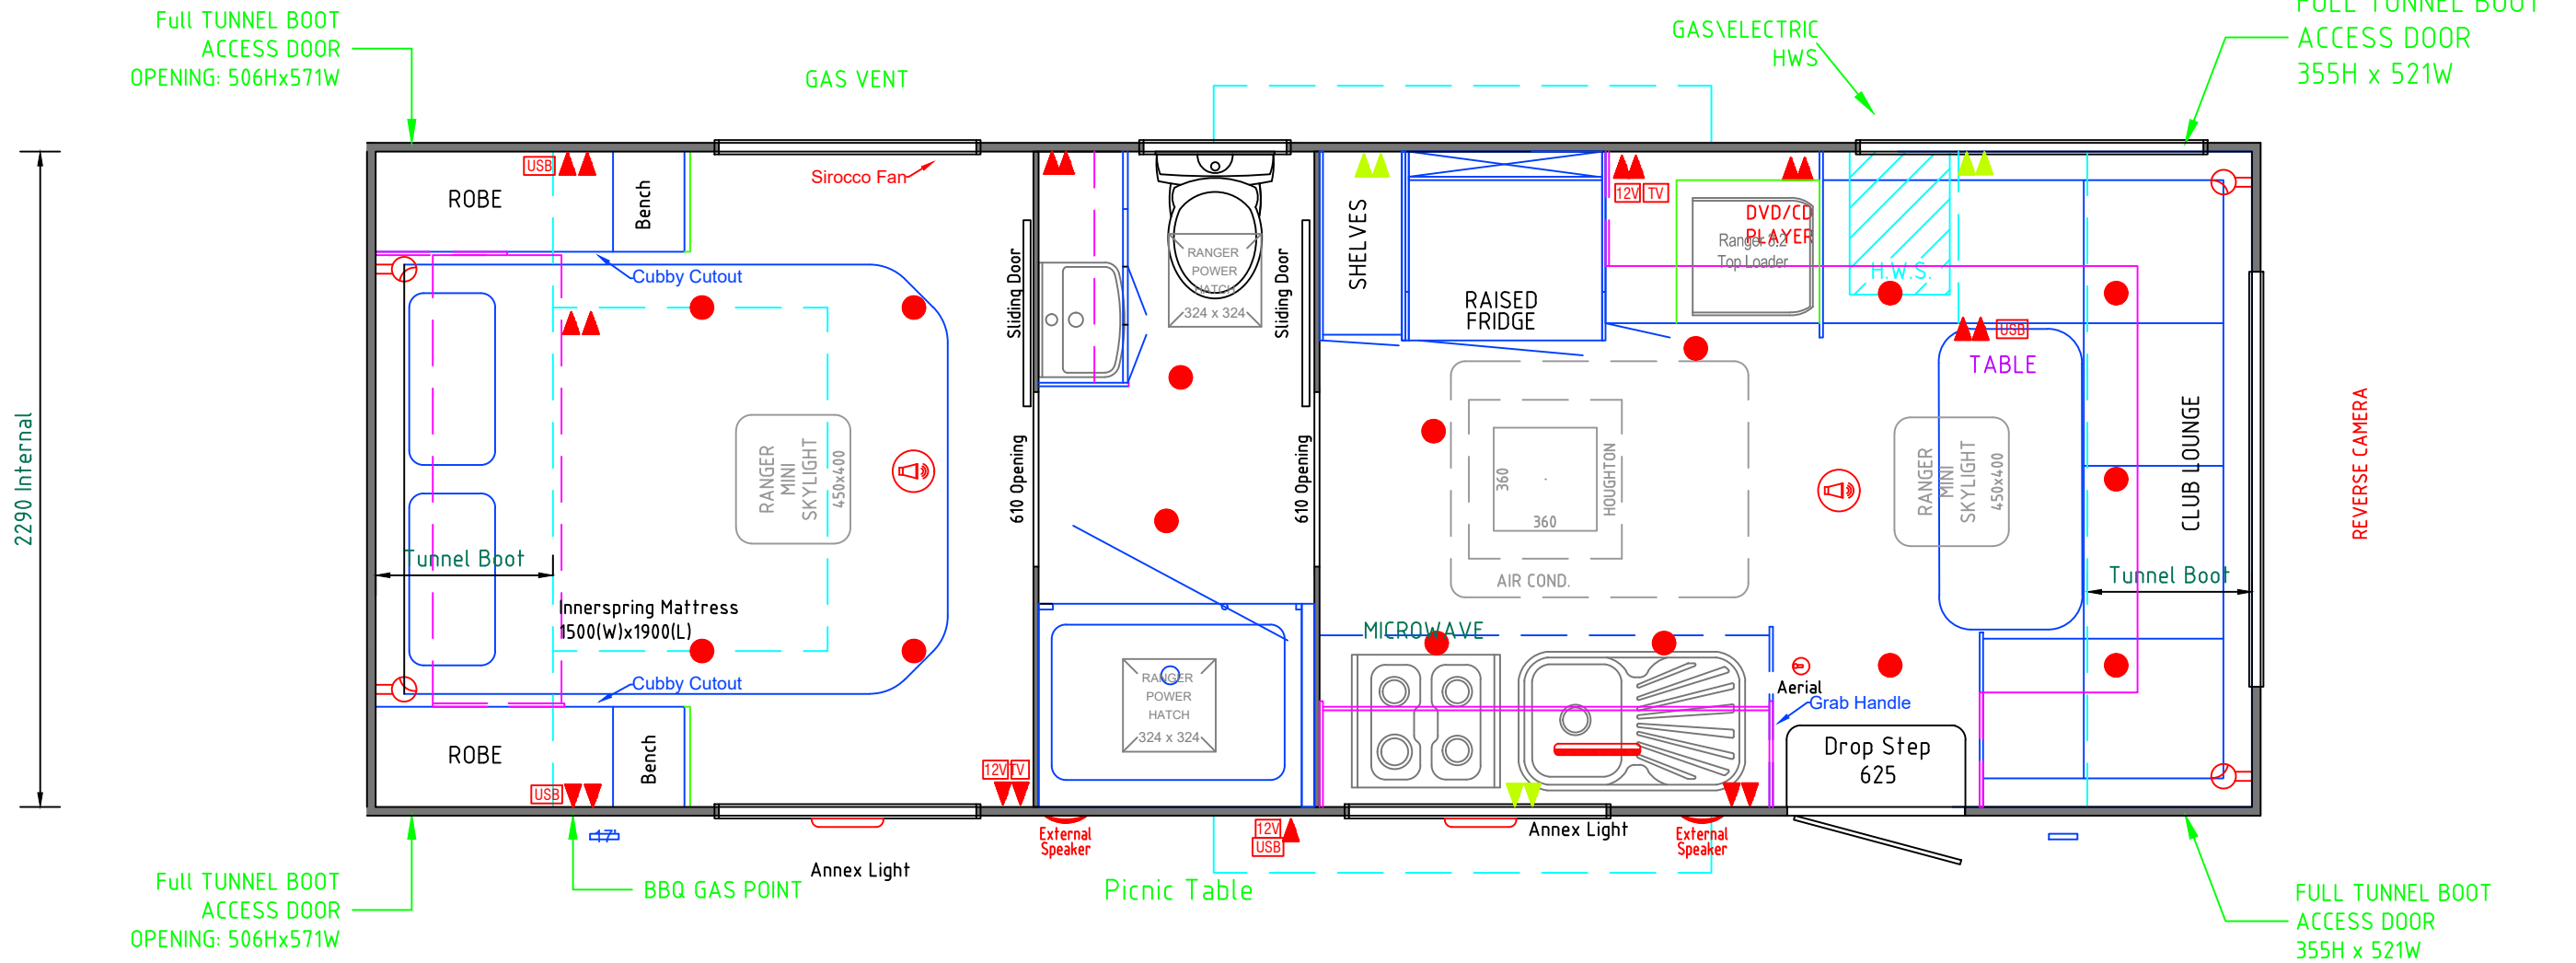 Full TUNNEL BOOT
ACCESS DOOR
OPENING: 506Hx571W
GAS VENT
GAS\ELECTRIC
HWS
FULL TUNNEL BOOT
ACCESS DOOR
355H x 521W
USB
ROBE
Bench
Sirocco Fan
Cubby Cutout
Sliding Door
RANGER
POWER
HATCH
324 x 324
Sliding Door
SHELVES
RAISED
FRIDGE
12V TV
DVD/CD
PLAYER
Ranger 3.2
Top Loader
H.W.S.
USB
TABLE
2290 Internal
RANGER
MINI
SKYLIGHT
450x400
610 Opening
610 Opening
360
360
HOUGHTON
AIR COND.
RANGER
MINI
SKYLIGHT
450x400
CLUB LOUNGE
REVERSE CAMERA
Tunnel Boot
Tunnel Boot
Innerspring Mattress
1500(W)x1900(L)
MICROWAVE
Cubby Cutout
RANGER
POWER
HATCH
324 x 324
Aerial
Grab Handle
ROBE
Bench
Drop Step
625
USB
12V TV
17'
External
Speaker
12V
USB
Annex Light
External
Speaker
Annex Light
Full TUNNEL BOOT
ACCESS DOOR
OPENING: 506Hx571W
BBQ GAS POINT
Picnic Table
FULL TUNNEL BOOT
ACCESS DOOR
355H x 521W